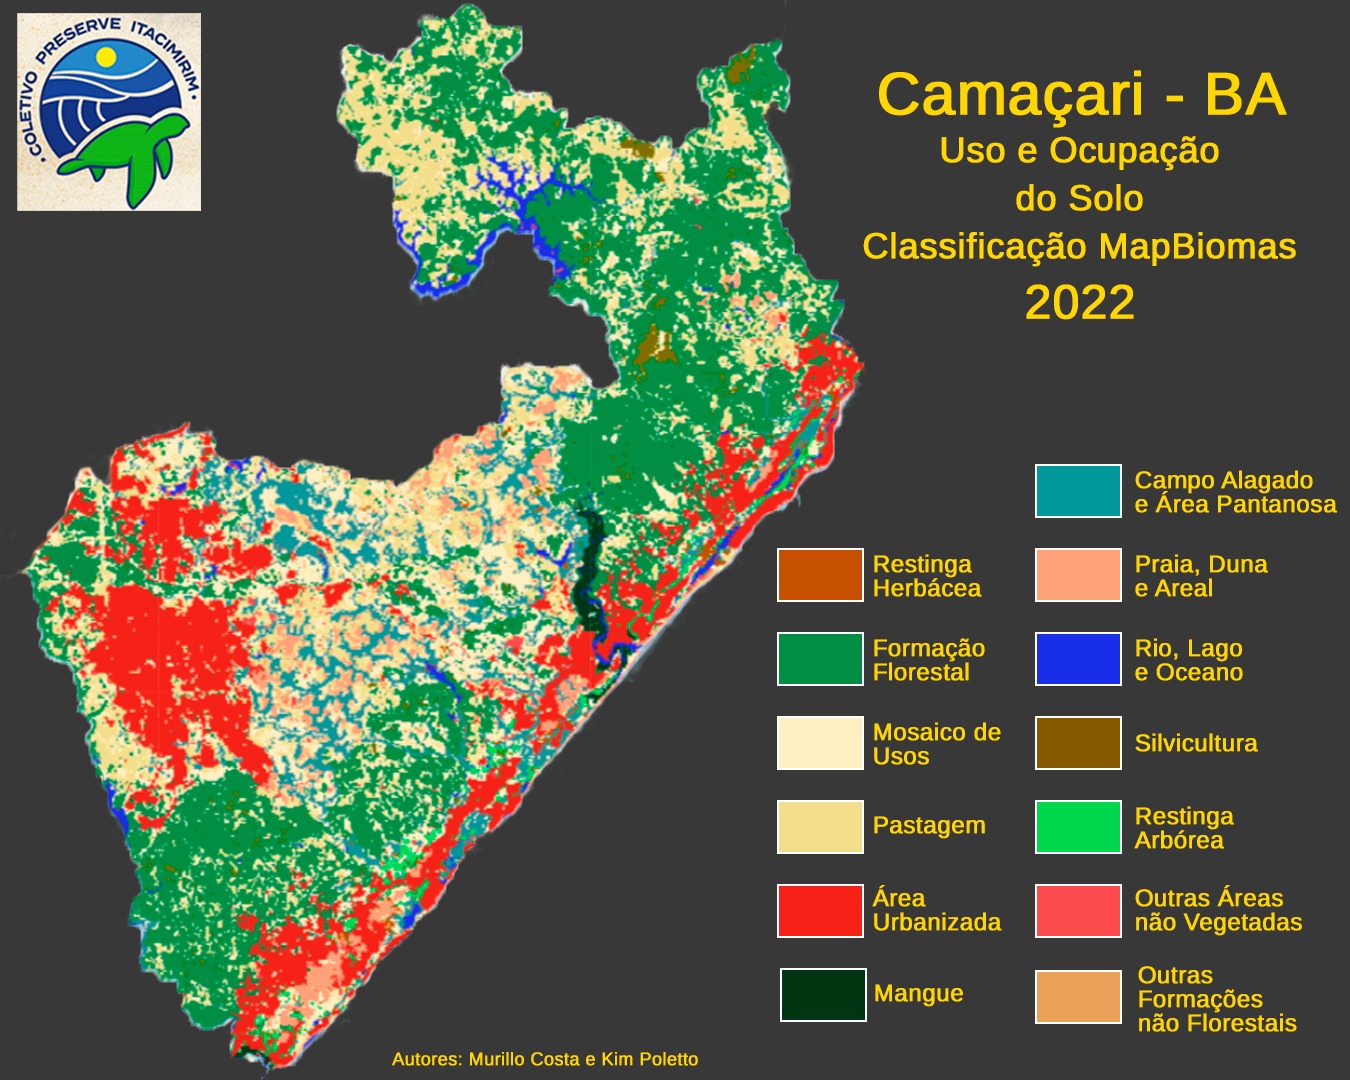 • COLETIVO PRESERVE ITACIMIRIM •
Camaçari - BA
Uso e Ocupação
do Solo
Classificação MapBiomas
2022
Campo Alagado
e Área Pantanosa
Restinga
Herbácea
Praia, Duna
e Areal
Formação
Florestal
Rio, Lago
e Oceano
Mosaico de
Usos
Silvicultura
Pastagem
Restinga
Arbórea
Área
Urbanizada
Outras Áreas
não Vegetadas
Mangue
Outras
Formações
não Florestais
Autores: Murillo Costa e Kim Poletto